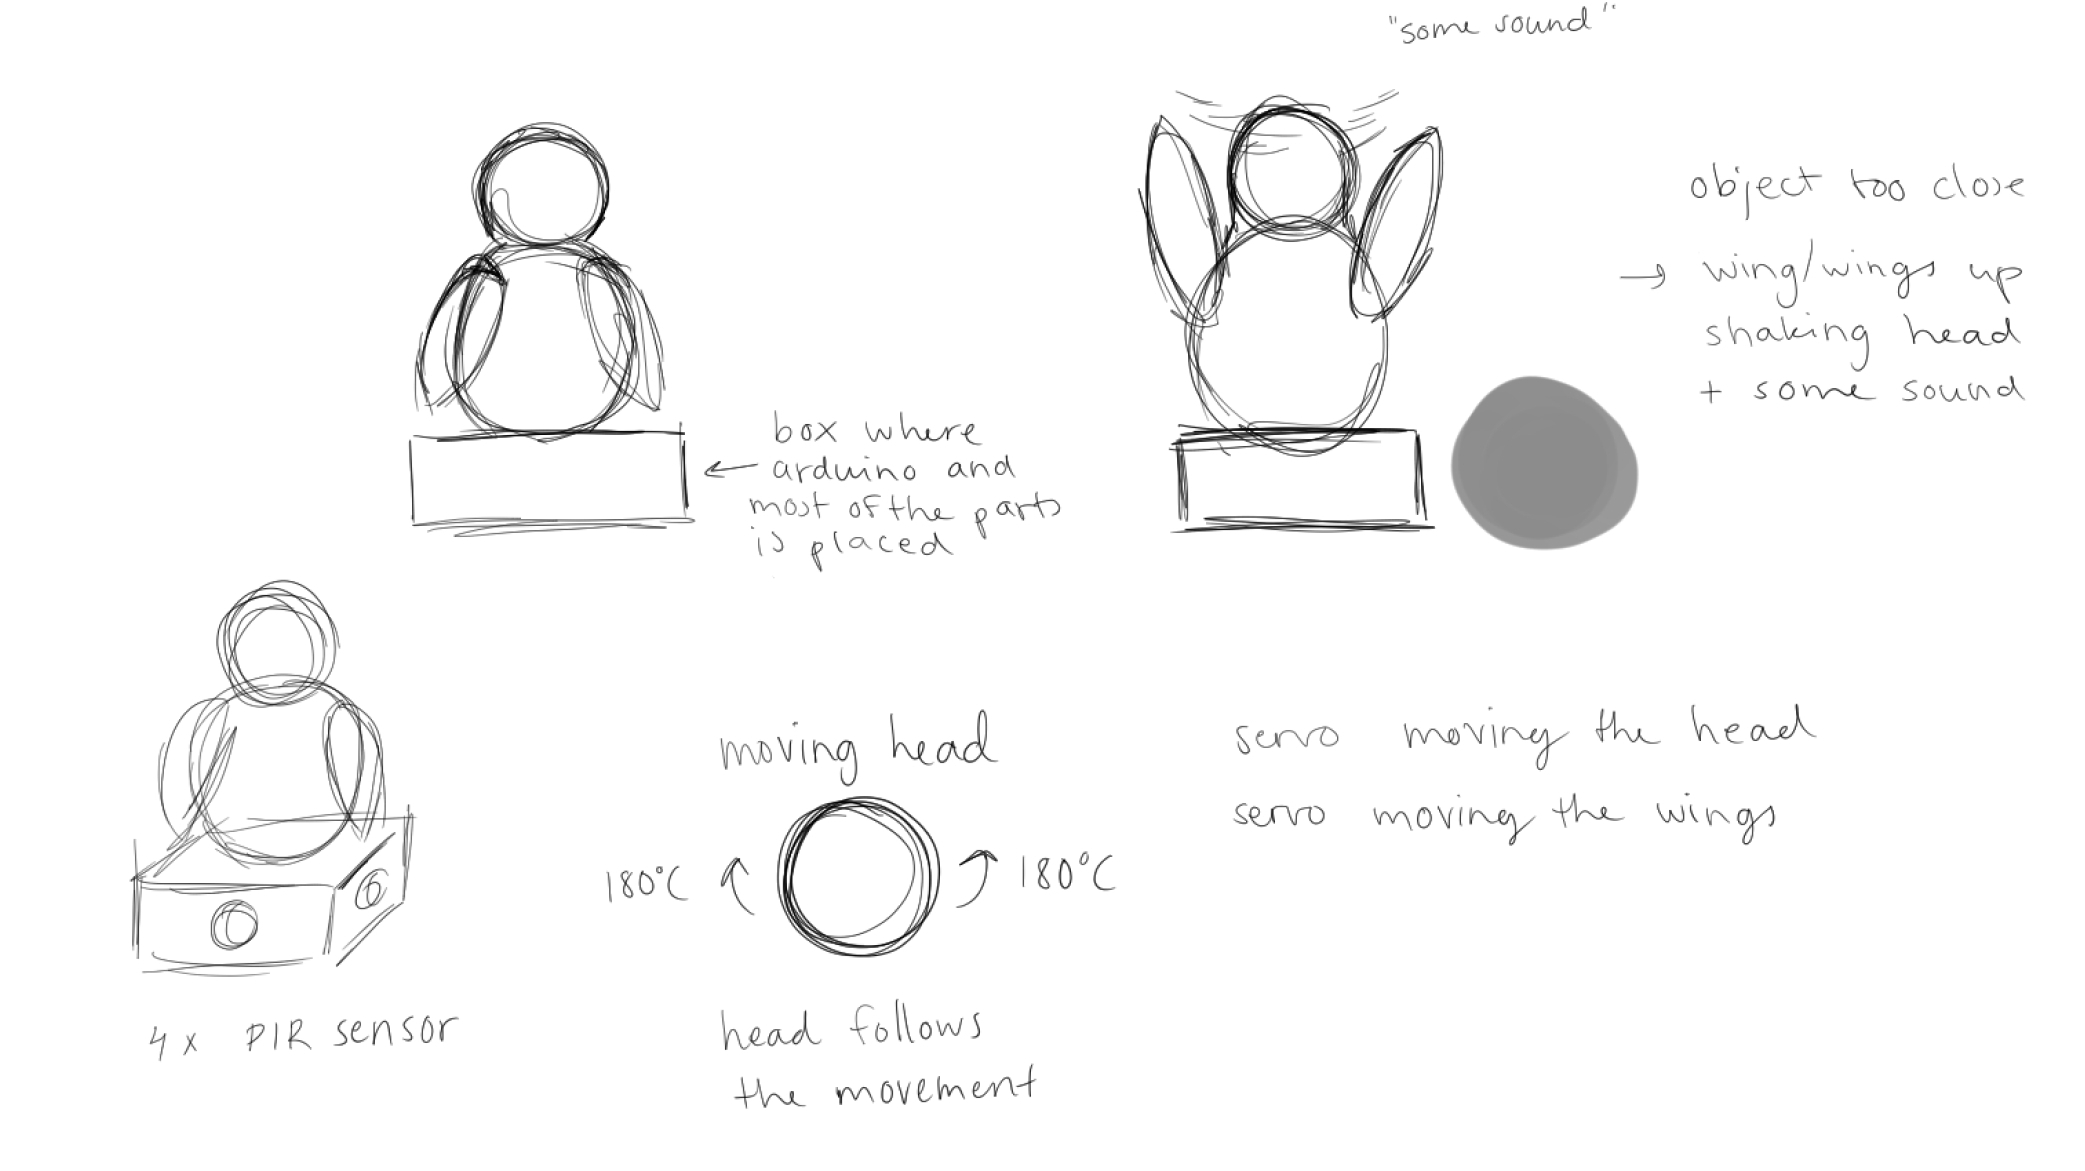 "some sound"
object too close
→ wing/wings up
shaking head
+ some sound
box where
← arduino and
most of the parts
is placed
moving head
180°C
180°C
head follows
the movement
4x PIR sensor
servo moving the head
servo moving the wings